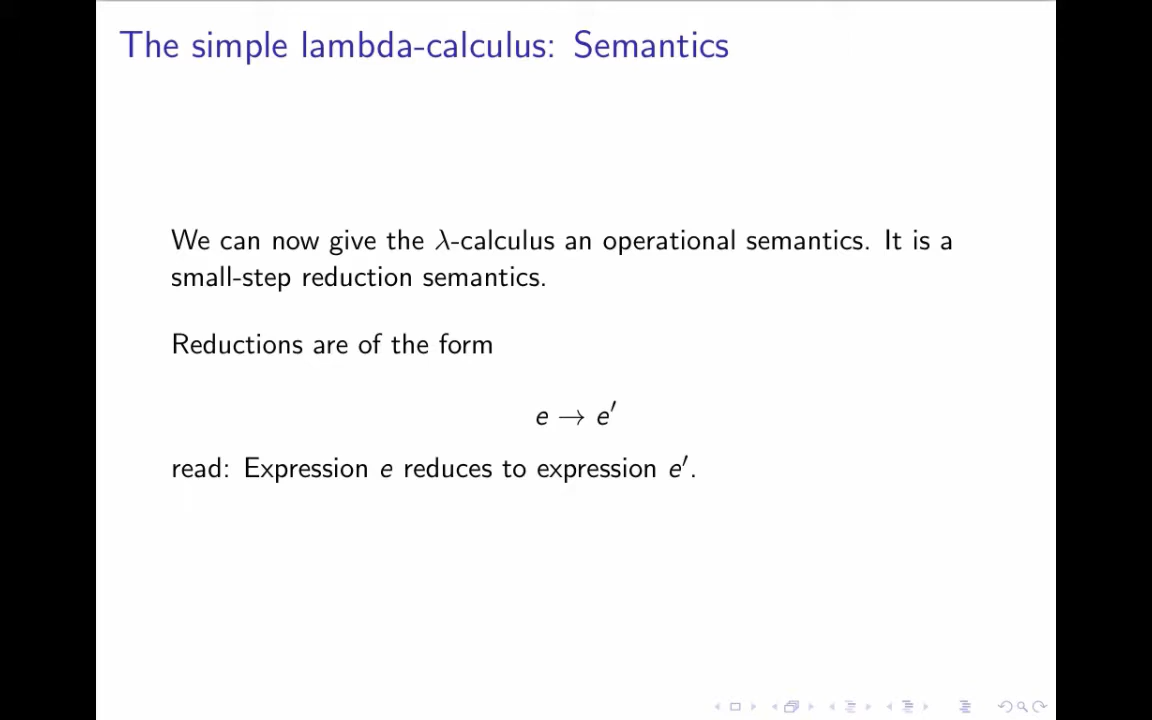 The simple lambda-calculus: Semantics
We can now give the λ-calculus an operational semantics. It is a
small-step reduction semantics.
Reductions are of the form
e → e′
read: Expression e reduces to expression e′.